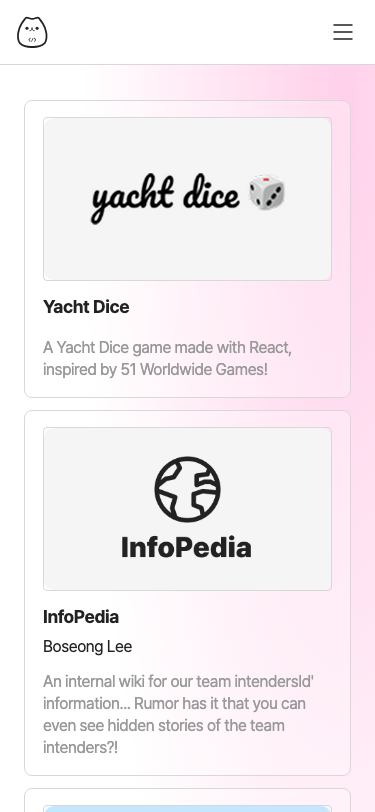 yacht dice
Yacht Dice
A Yacht Dice game made with React,
inspired by 51 Worldwide Games!
InfoPedia
InfoPedia
Boseong Lee
An internal wiki for our team intendersld'
information... Rumor has it that you can
even see hidden stories of the team
intenders?!